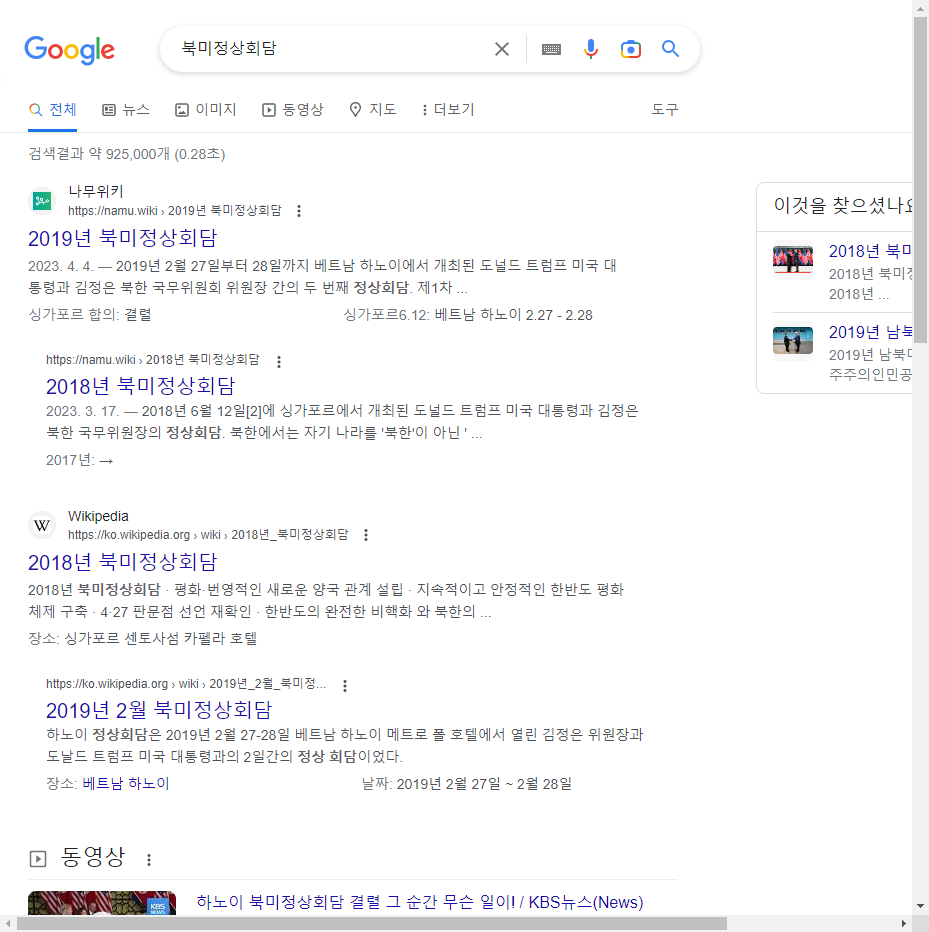 Google
북미정상회담
전체 뉴스 이미지 동영상 지도 더보기 도구
검색결과 약 925,000개 (0.28초)
나무위키
https://namu.wiki › 2019년 북미정상회담
2019년 북미정상회담
2023. 4. 4. — 2019년 2월 27일부터 28일까지 베트남 하노이에서 개최된 도널드 트럼프 미국 대
통령과 김정은 북한 국무위원회 위원장 간의 두 번째 정상회담. 제1차 ...
싱가포르 합의: 결렬 싱가포르6.12: 베트남 하노이 2.27 - 2.28
https://namu.wiki › 2018년 북미정상회담
2018년 북미정상회담
2023. 3. 17. — 2018년 6월 12일[2]에 싱가포르에서 개최된 도널드 트럼프 미국 대통령과 김정은
북한 국무위원장의 정상회담. 북한에서는 자기 나라를 '북한'이 아닌 ' ...
2017년: →
Wikipedia
https://ko.wikipedia.org › wiki › 2018년_북미정상회담
2018년 북미정상회담
2018년 북미정상회담 · 평화·번영적인 새로운 양국 관계 설립 · 지속적이고 안정적인 한반도 평화
체제 구축 · 4·27 판문점 선언 재확인 · 한반도의 완전한 비핵화 와 북한의 ...
장소: 싱가포르 센토사섬 카펠라 호텔
https://ko.wikipedia.org › wiki › 2019년_2월_북미정...
2019년 2월 북미정상회담
하노이 정상회담은 2019년 2월 27-28일 베트남 하노이 메트로 폴 호텔에서 열린 김정은 위원장과
도날드 트럼프 미국 대통령과의 2일간의 정상 회담이었다.
장소: 베트남 하노이 날짜: 2019년 2월 27일 ~ 2월 28일
동영상
KBS
NEWS
하노이 북미정상회담 결렬 그 순간 무슨 일이! / KBS뉴스(News)
이것을 찾으셨나요
2018년 북미
2018년 북미정
2018년 ...
2019년 남북
2019년 남북미
주주의인민공